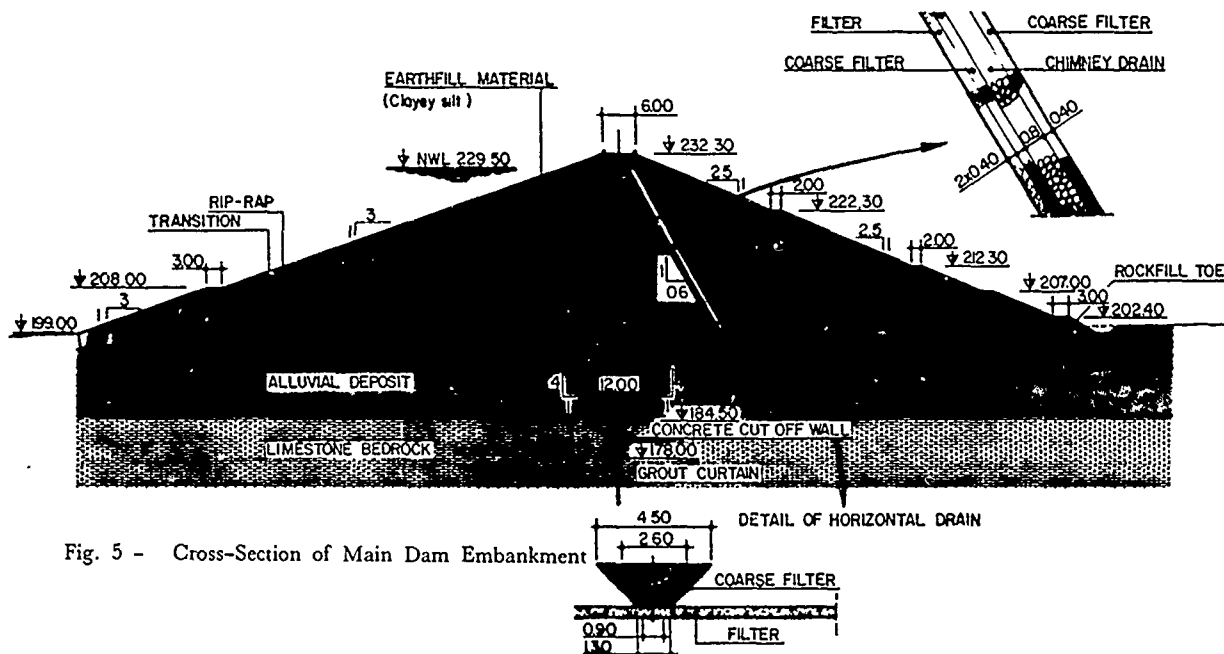 FILTER
COARSE FILTER
COARSE FILTER
CHIMNEY DRAIN
2x0.40
0.8
0.40
EARTHFILL MATERIAL
(Clayey silt)
6.00
NWL 229.50
232.30
2.5
1
2.00
222.30
RIP-RAP
TRANSITION
3
1
2.5
1
2.00
212.30
3.00
208.00
1
0.6
207.00
ROCKFILL TOE
3.00
202.40
1
3
199.00
ALLUVIAL DEPOSIT
4
1
12.00
184.50
CONCRETE CUT OFF WALL
LIMESTONE BEDROCK
178.00
GROUT CURTAIN
DETAIL OF HORIZONTAL DRAIN
4.50
2.60
Fig. 5 - Cross-Section of Main Dam Embankment
COARSE FILTER
0.90
1.30
FILTER